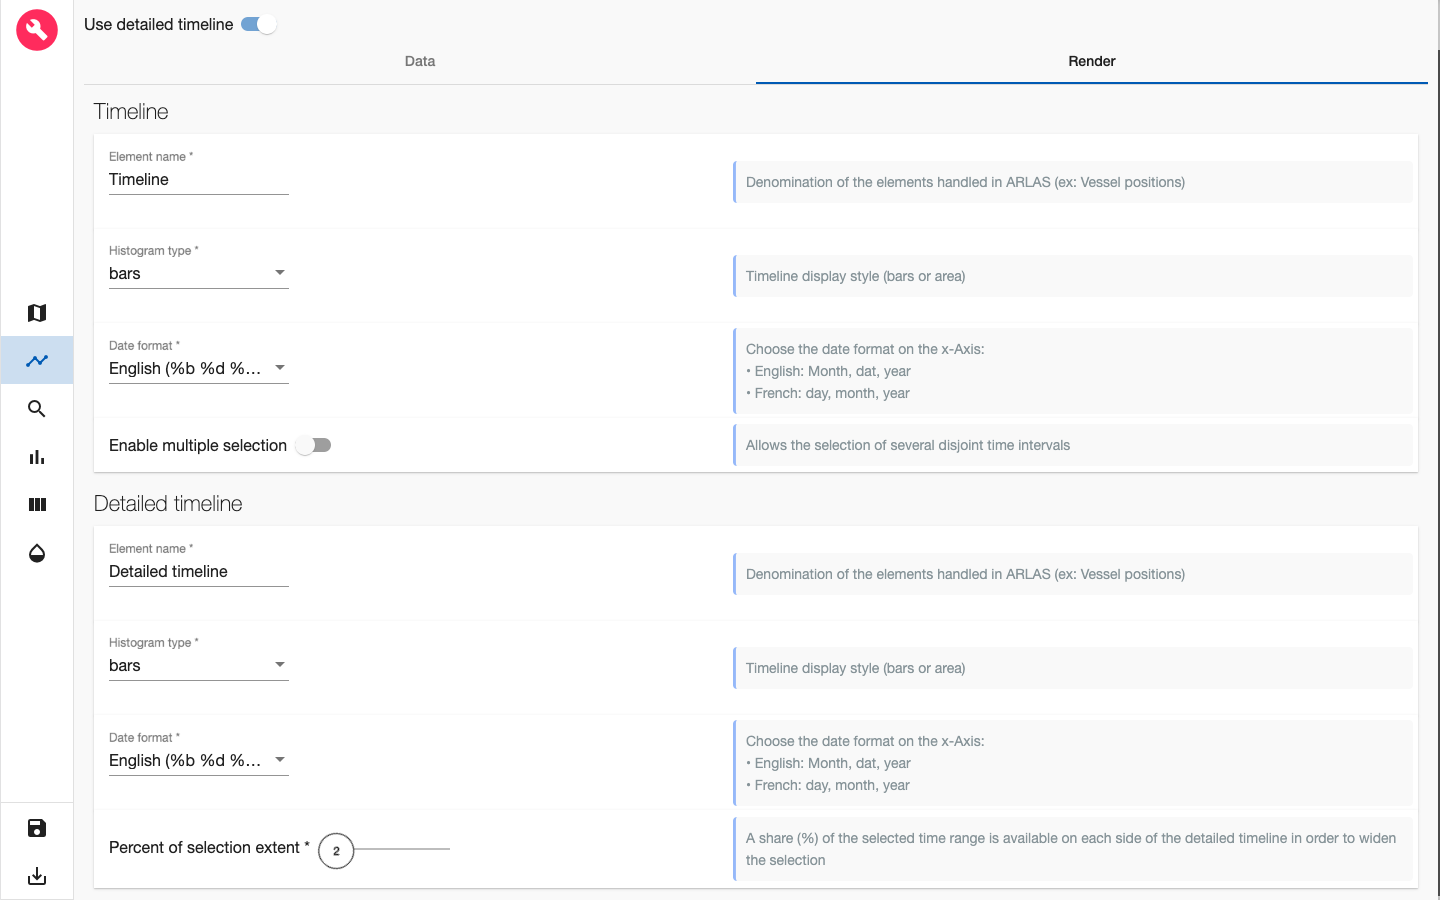 Use detailed timeline
Data
Render
Timeline
Element name *
Timeline
Denomination of the elements handled in ARLAS (ex: Vessel positions)
Histogram type *
bars
Timeline display style (bars or area)
Date format *
English (%b %d %...
Choose the date format on the x-Axis:
• English: Month, dat, year
• French: day, month, year
Enable multiple selection
Allows the selection of several disjoint time intervals
Detailed timeline
Element name *
Detailed timeline
Denomination of the elements handled in ARLAS (ex: Vessel positions)
Histogram type *
bars
Timeline display style (bars or area)
Date format *
English (%b %d %...
Choose the date format on the x-Axis:
• English: Month, dat, year
• French: day, month, year
Percent of selection extent *
2
A share (%) of the selected time range is available on each side of the detailed timeline in order to widen
the selection